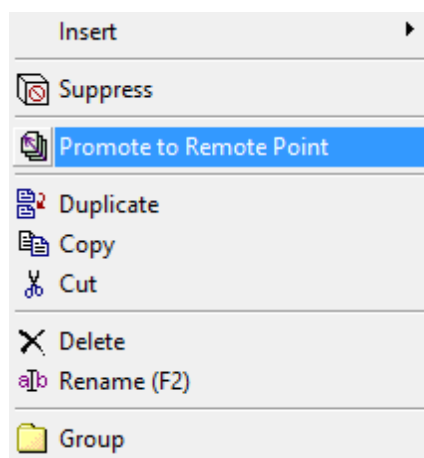 Insert
Suppress
Promote to Remote Point
Duplicate
Copy
Cut
Delete
Rename (F2)
Group